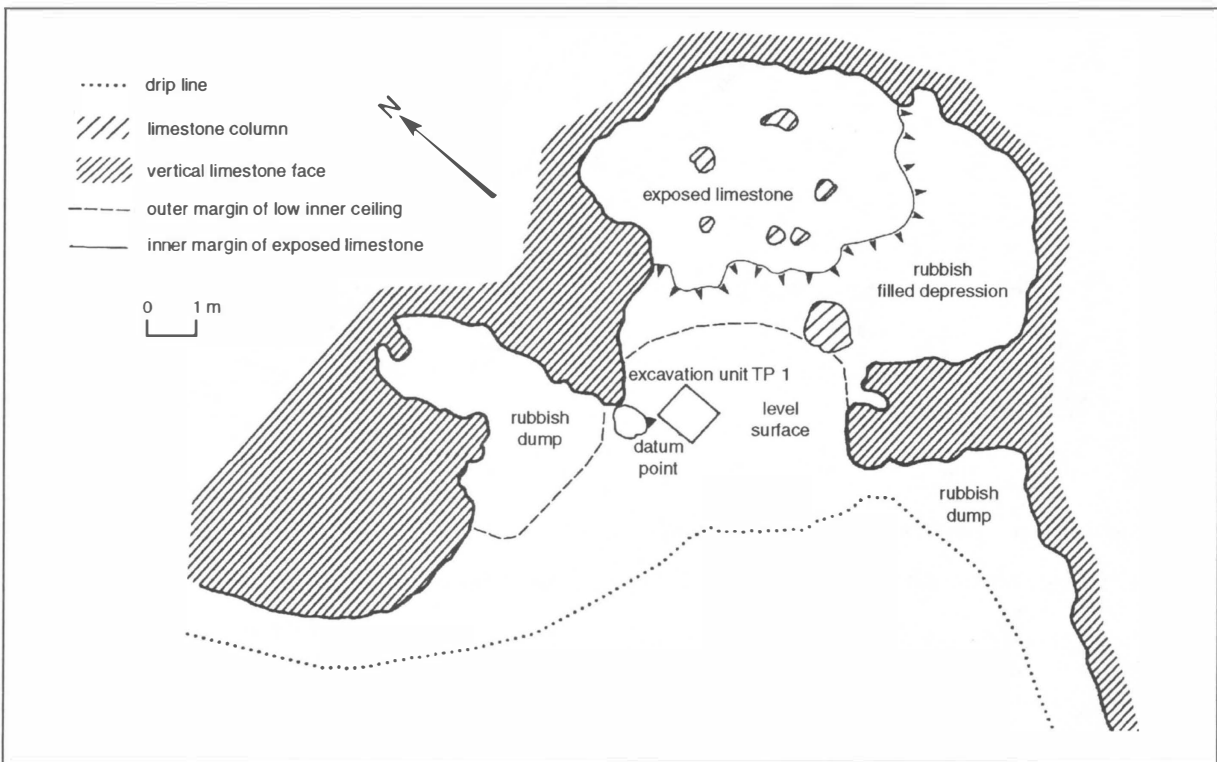 drip line
limestone column
vertical limestone face
outer margin of low inner ceiling
inner margin of exposed limestone
0 1 m
N
exposed limestone
rubbish
filled depression
excavation unit TP 1
level
surface
rubbish
dump
datum
point
rubbish
dump